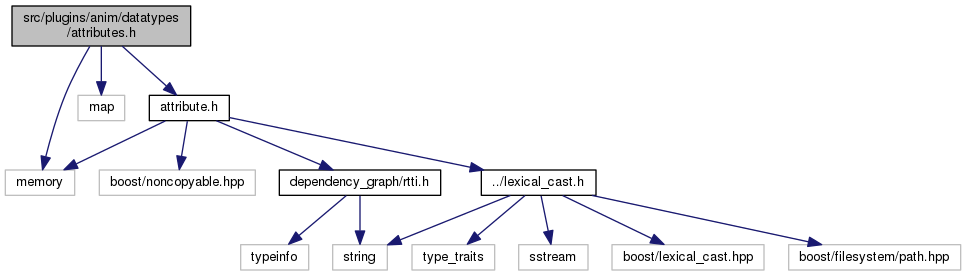 src/plugins/anim/datatypes
/attributes.h
map
attribute.h
memory
boost/noncopyable.hpp
dependency_graph/rtti.h
../lexical_cast.h
typeinfo
string
type_traits
sstream
boost/lexical_cast.hpp
boost/filesystem/path.hpp